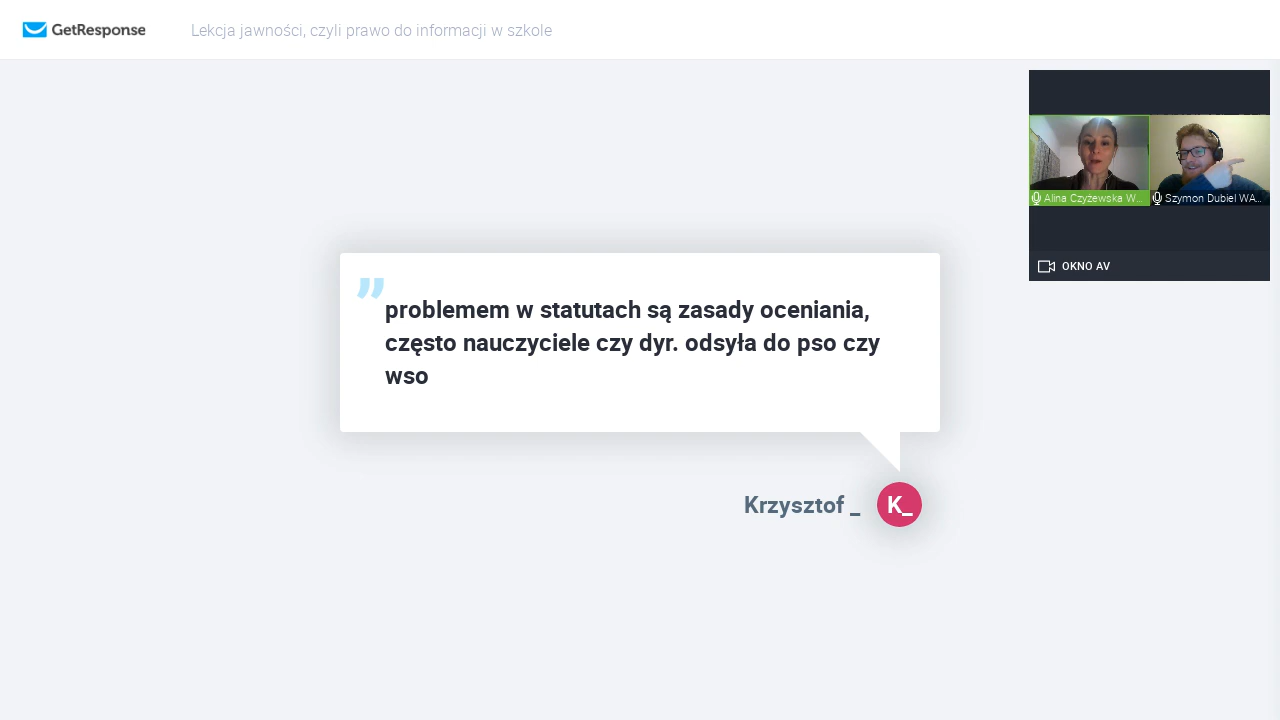 GetResponse
Lekcja jawności, czyli prawo do informacji w szkole
Alina Czyżewska W...
Szymon Dubiel WA...
OKNO AV
”
problemem w statutach są zasady oceniania,
często nauczyciele czy dyr. odsyła do pso czy
wso
Krzysztof _
K_